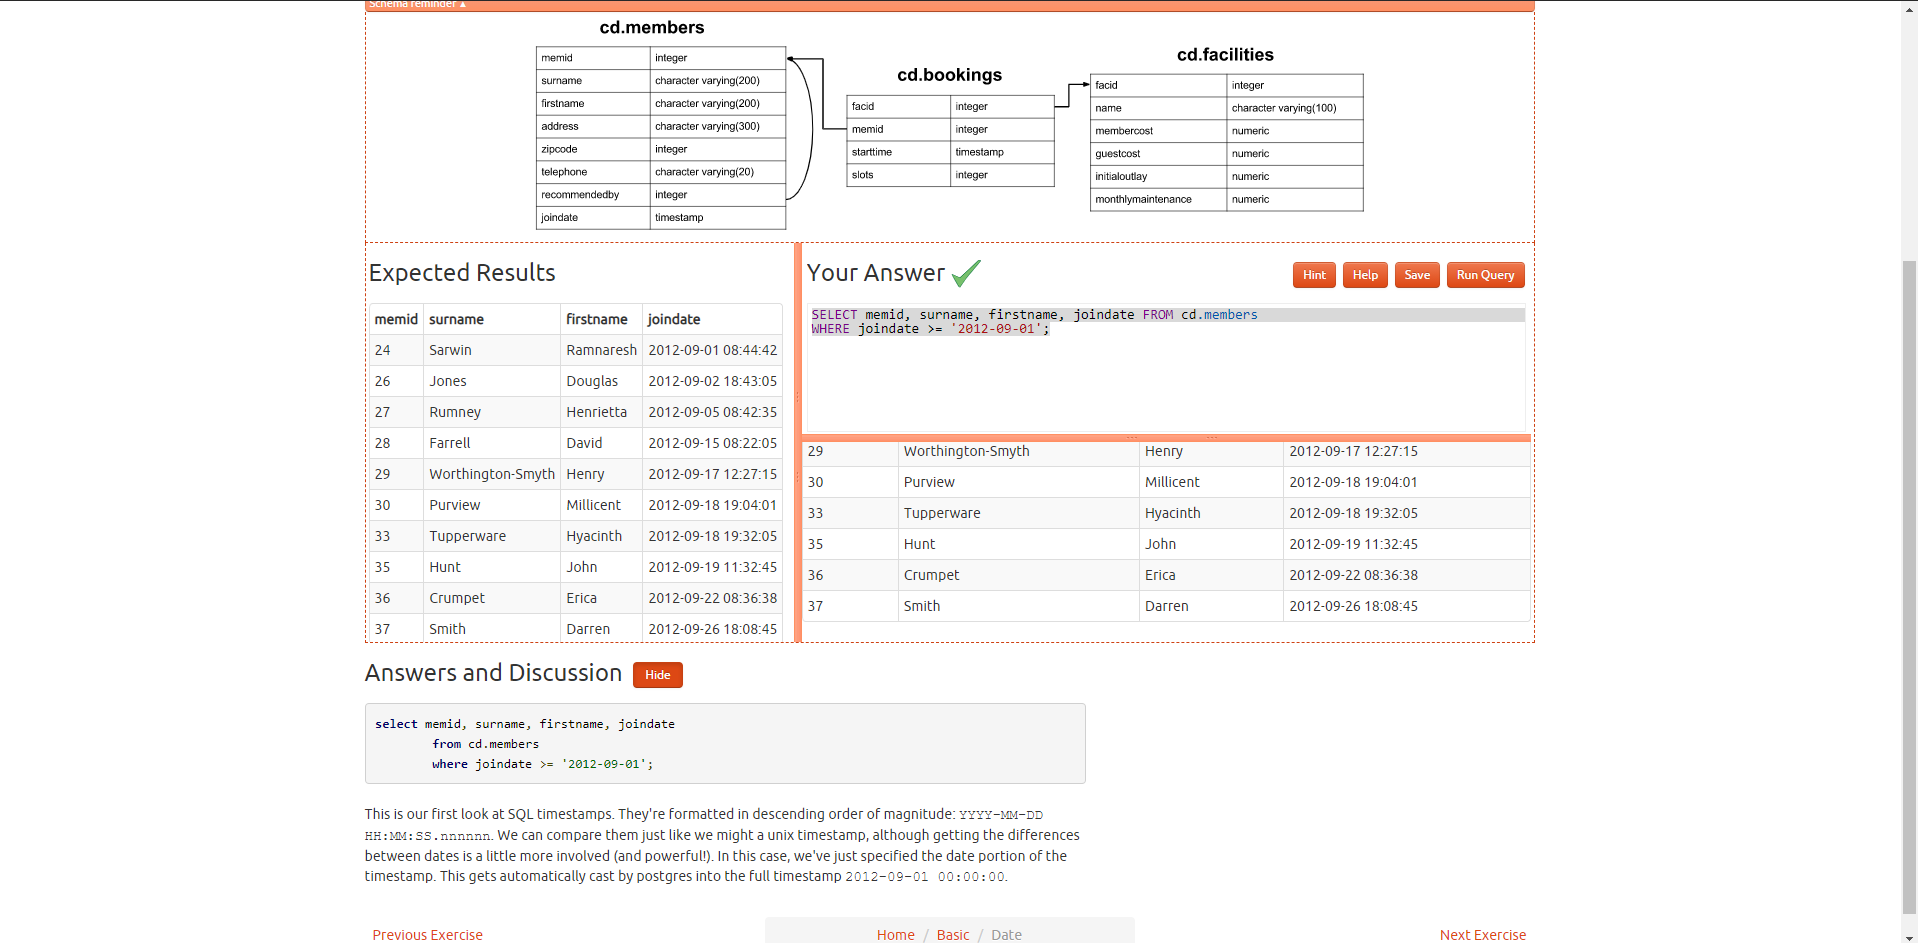 Schema reminder ▲
cd.members
memid integer
surname character varying(200)
firstname character varying(200)
address character varying(300)
zipcode integer
telephone character varying(20)
recommendedby integer
joindate timestamp
cd.bookings
facid integer
memid integer
starttime timestamp
slots integer
cd.facilities
facid integer
name character varying(100)
membercost numeric
guestcost numeric
initialoutlay numeric
monthlymaintenance numeric
Expected Results
memid surname firstname joindate
24 Sarwin Ramnaresh 2012-09-01 08:44:42
26 Jones Douglas 2012-09-02 18:43:05
27 Rumney Henrietta 2012-09-05 08:42:35
28 Farrell David 2012-09-15 08:22:05
29 Worthington-Smyth Henry 2012-09-17 12:27:15
30 Purview Millicent 2012-09-18 19:04:01
33 Tupperware Hyacinth 2012-09-18 19:32:05
35 Hunt John 2012-09-19 11:32:45
36 Crumpet Erica 2012-09-22 08:36:38
37 Smith Darren 2012-09-26 18:08:45
Your Answer
Hint Help Save Run Query
SELECT memid, surname, firstname, joindate FROM cd.members
WHERE joindate >= '2012-09-01';
29 Worthington-Smyth Henry 2012-09-17 12:27:15
30 Purview Millicent 2012-09-18 19:04:01
33 Tupperware Hyacinth 2012-09-18 19:32:05
35 Hunt John 2012-09-19 11:32:45
36 Crumpet Erica 2012-09-22 08:36:38
37 Smith Darren 2012-09-26 18:08:45
Answers and Discussion Hide
select memid, surname, firstname, joindate
from cd.members
where joindate >= '2012-09-01';
This is our first look at SQL timestamps. They're formatted in descending order of magnitude: YYYY-MM-DD
HH:MM:SS.nnnnnn. We can compare them just like we might a unix timestamp, although getting the differences
between dates is a little more involved (and powerful!). In this case, we've just specified the date portion of the
timestamp. This gets automatically cast by postgres into the full timestamp 2012-09-01 00:00:00.
Previous Exercise
Home / Basic / Date
Next Exercise